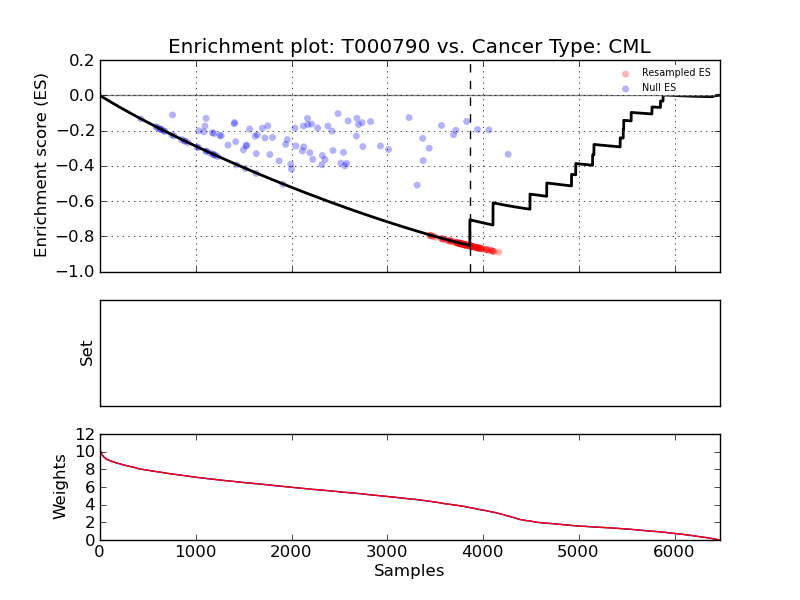 Enrichment plot: T000790 vs. Cancer Type: CML
Enrichment score (ES)
0.2
0.0
−0.2
−0.4
−0.6
−0.8
−1.0
Resampled ES
Null ES
Set
Weights
12
10
8
6
4
2
0
0 1000 2000 3000 4000 5000 6000
Samples